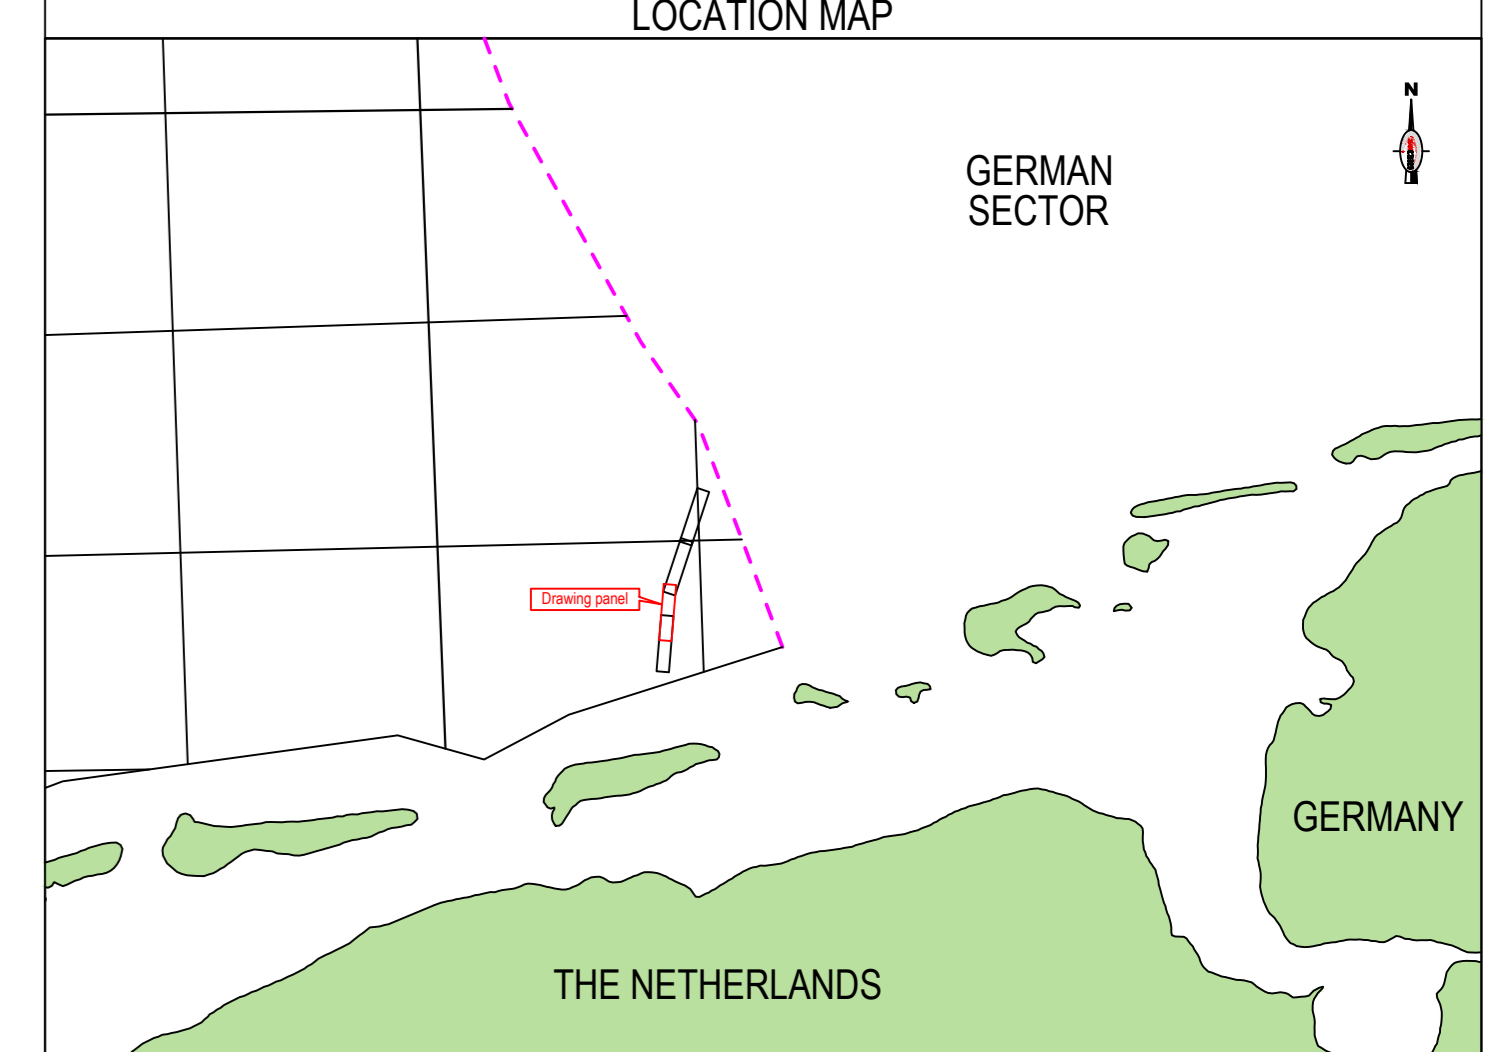 LOCATION MAP
N
GERMAN
SECTOR
Drawing panel
GERMANY
THE NETHERLANDS